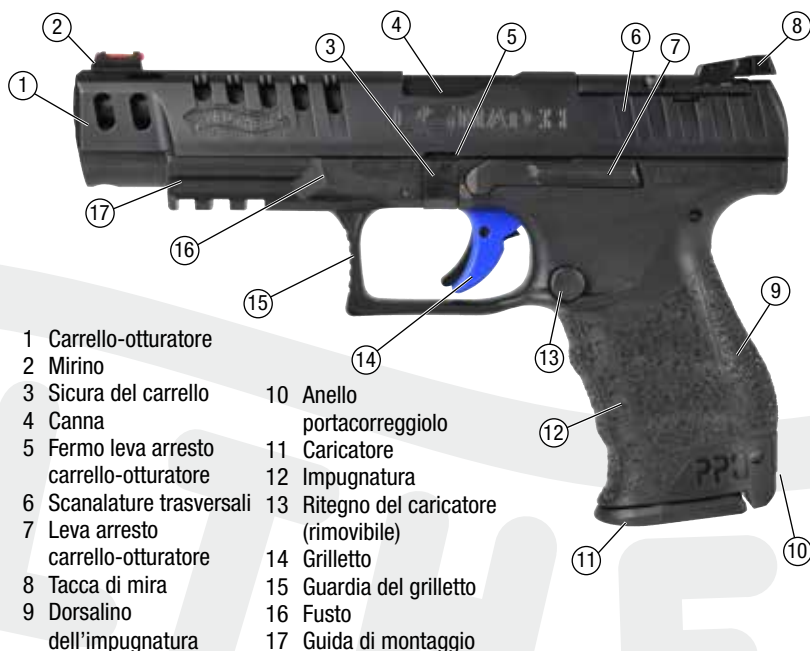 2
4
8
3
5
6
7
1
17
16
15
9
14
13
12
10
11
MATCH
PPQ
1 Carrello-otturatore
2 Mirino
3 Sicura del carrello
4 Canna
5 Fermo leva arresto
carrello-otturatore
6 Scanalature trasversali
7 Leva arresto
carrello-otturatore
8 Tacca di mira
9 Dorsalino
dell'impugnatura
10 Anello
portacorreggiolo
11 Caricatore
12 Impugnatura
13 Ritegno del caricatore
(rimovibile)
14 Grilletto
15 Guardia del grilletto
16 Fusto
17 Guida di montaggio